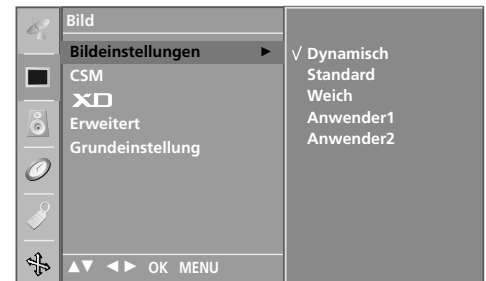 Bild
Bildeinstellungen ►
CSM
XD
Erweitert
Grundeinstellung
▲▼ ◄► OK MENU
√ Dynamisch
Standard
Weich
Anwender1
Anwender2